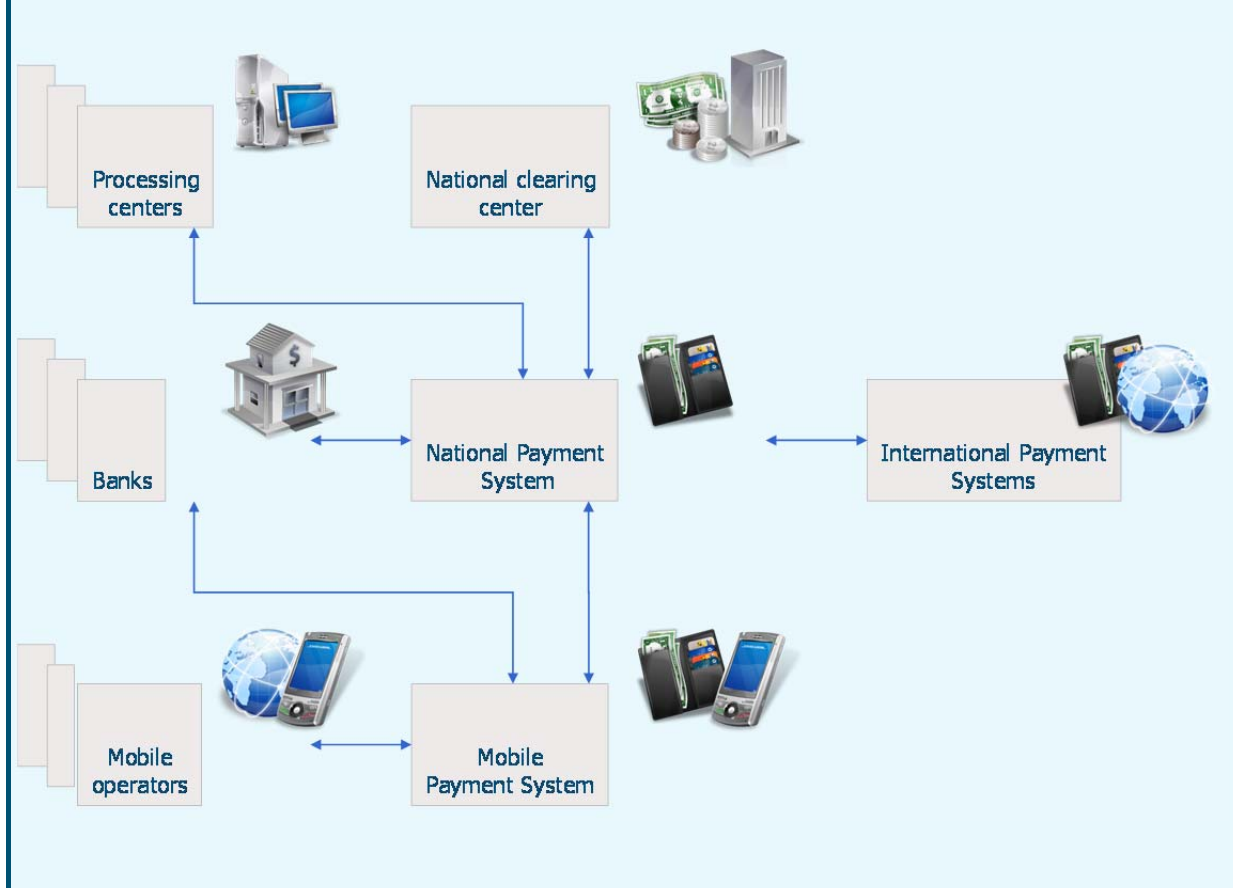 Processing
centers
National clearing
center
Banks
National Payment
System
International Payment
Systems
Mobile
operators
Mobile
Payment System